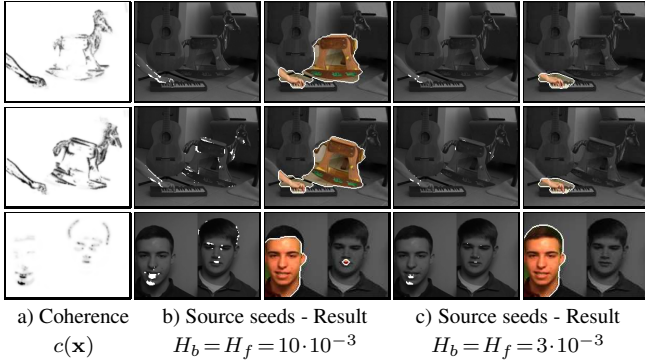 a) Coherence b) Source seeds - Result c) Source seeds - Result
c(x) H_b = H_f = 10·10^{-3} H_b = H_f = 3·10^{-3}